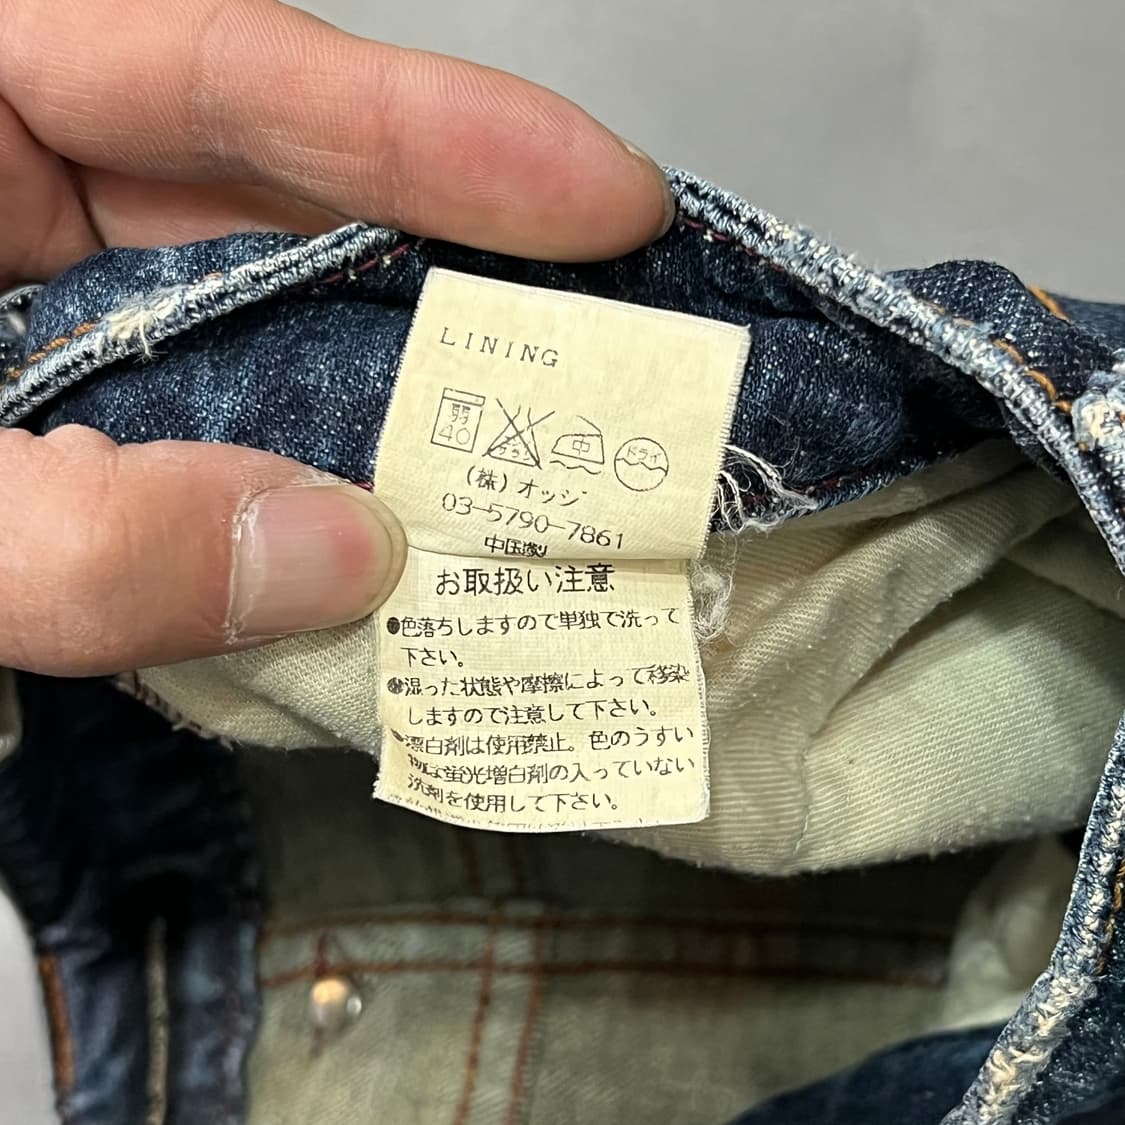 LINING
弱
40
サラシ
中
ドライ
(株)オッジ
03-5790-7861
中国製
お取扱い注意
●色落ちしますので単独で洗って
下さい。
●湿った状態や摩擦によって移染
しますので注意して下さい。
●漂白剤は使用禁止。色のうすい
物は蛍光増白剤の入っていない
洗剤を使用して下さい。